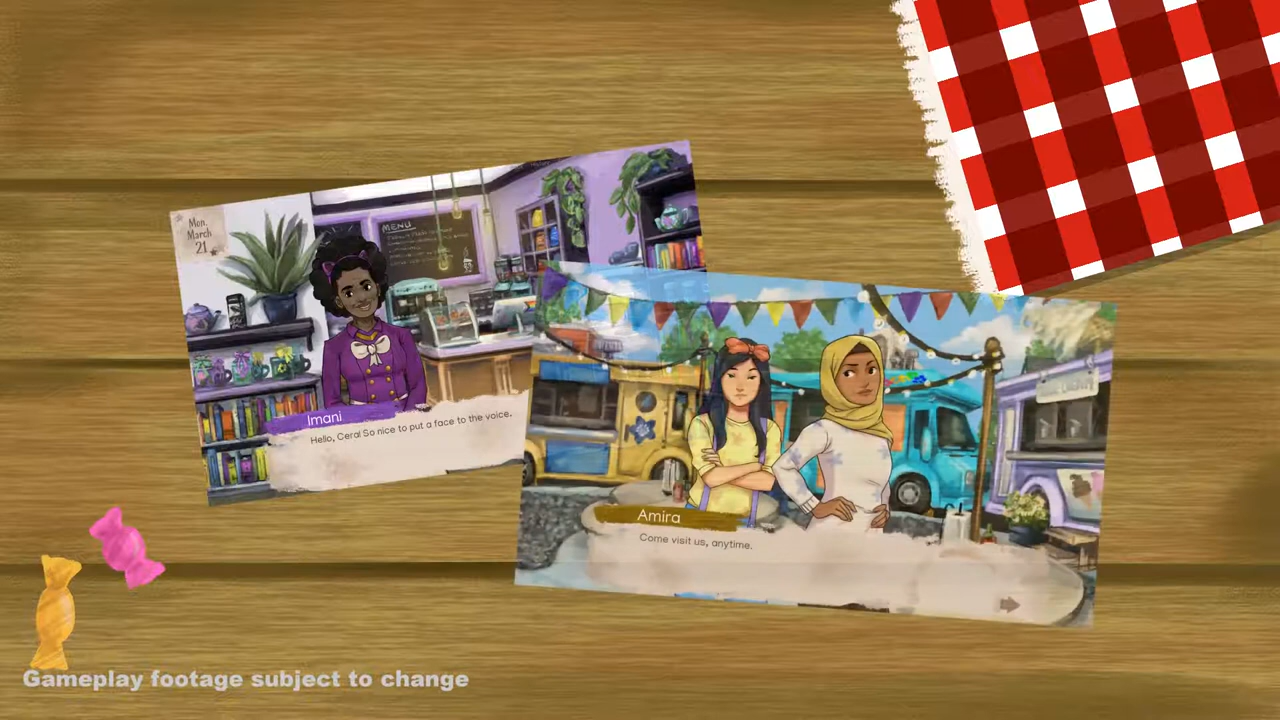 Mon.
March
21
MENU
Imani
Hello, Cera! So nice to put a face to the voice.
Amira
Come visit us, anytime.
Gameplay footage subject to change